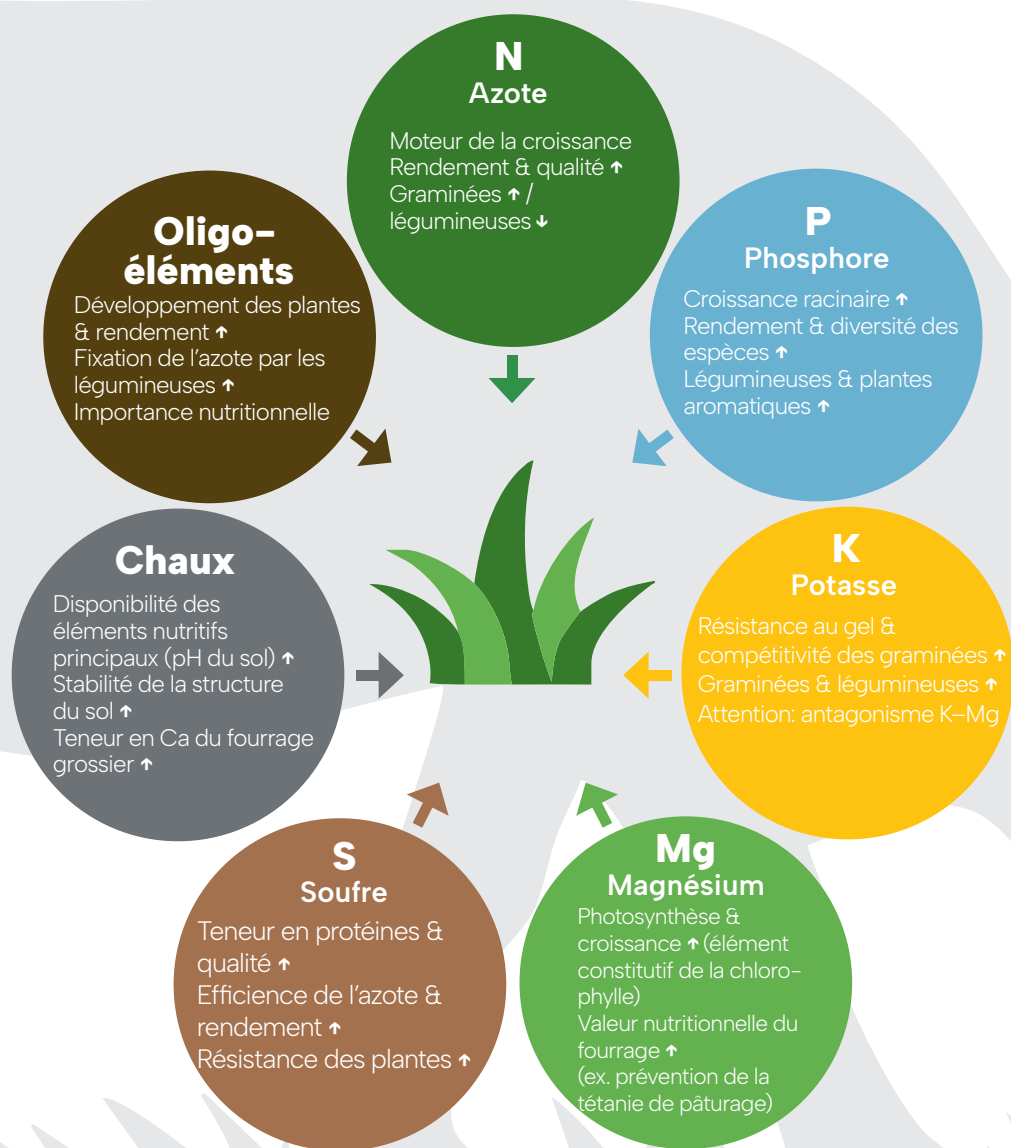 N
Azote
Moteur de la croissance
Rendement & qualité ↑
Graminées ↑ /
légumineuses ↓
P
Phosphore
Croissance racinaire ↑
Rendement & diversité des
espèces ↑
Légumineuses & plantes
aromatiques ↑
Oligo-
éléments
Développement des plantes
& rendement ↑
Fixation de l'azote par les
légumineuses ↑
Importance nutritionnelle
Chaux
Disponibilité des
éléments nutritifs
principaux (pH du sol) ↑
Stabilité de la structure
du sol ↑
Teneur en Ca du fourrage
grossier ↑
K
Potasse
Résistance au gel &
compétitivité des graminées ↑
Graminées & légumineuses ↑
Attention: antagonisme K–Mg
S
Soufre
Teneur en protéines &
qualité ↑
Efficience de l'azote &
rendement ↑
Résistance des plantes ↑
Mg
Magnésium
Photosynthèse &
croissance ↑ (élément
constitutif de la chloro-
phylle)
Valeur nutritionnelle du
fourrage ↑
(ex. prévention de la
tétanie de pâturage)